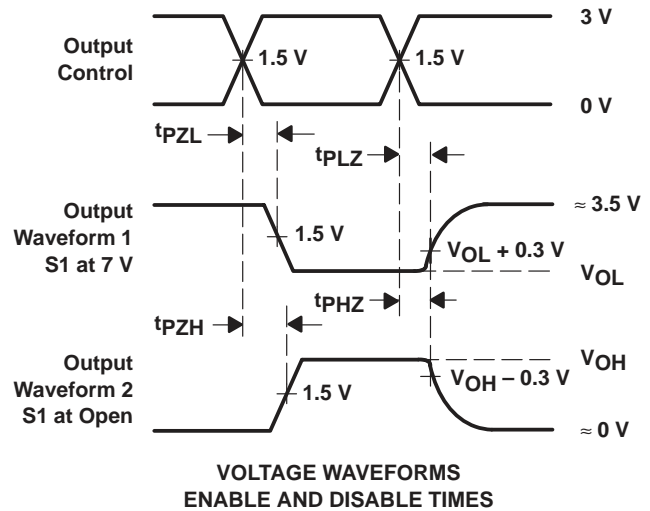 3 V
Output
Control
1.5 V
1.5 V
0 V
tPZL
tPLZ
Output
Waveform 1
S1 at 7 V
≈ 3.5 V
1.5 V
VOL + 0.3 V
VOL
tPZH
tPHZ
Output
Waveform 2
S1 at Open
VOH
1.5 V
VOH – 0.3 V
≈ 0 V
VOLTAGE WAVEFORMS
ENABLE AND DISABLE TIMES